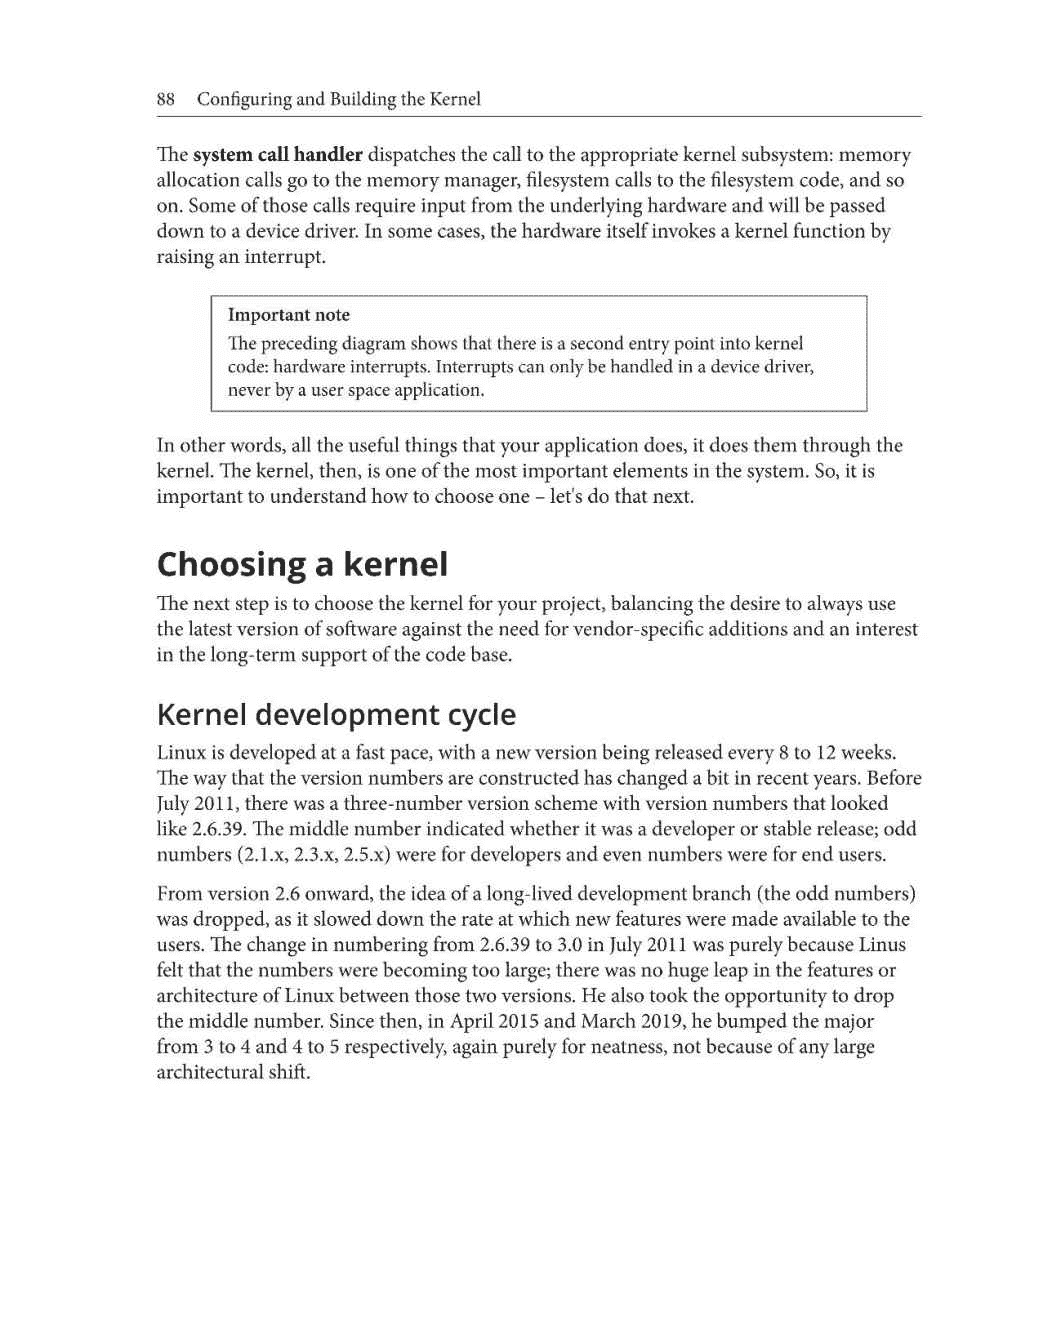 88 Configuring and Building the Kernel
The system call handler dispatches the call to the appropriate kernel subsystem: memory
allocation calls go to the memory manager, filesystem calls to the filesystem code, and so
on. Some of those calls require input from the underlying hardware and will be passed
down to a device driver. In some cases, the hardware itself invokes a kernel function by
raising an interrupt.
Important note
The preceding diagram shows that there is a second entry point into kernel
code: hardware interrupts. Interrupts can only be handled in a device driver,
never by a user space application.
In other words, all the useful things that your application does, it does them through the
kernel. The kernel, then, is one of the most important elements in the system. So, it is
important to understand how to choose one – let's do that next.
Choosing a kernel
The next step is to choose the kernel for your project, balancing the desire to always use
the latest version of software against the need for vendor-specific additions and an interest
in the long-term support of the code base.
Kernel development cycle
Linux is developed at a fast pace, with a new version being released every 8 to 12 weeks.
The way that the version numbers are constructed has changed a bit in recent years. Before
July 2011, there was a three-number version scheme with version numbers that looked
like 2.6.39. The middle number indicated whether it was a developer or stable release; odd
numbers (2.1.x, 2.3.x, 2.5.x) were for developers and even numbers were for end users.
From version 2.6 onward, the idea of a long-lived development branch (the odd numbers)
was dropped, as it slowed down the rate at which new features were made available to the
users. The change in numbering from 2.6.39 to 3.0 in July 2011 was purely because Linus
felt that the numbers were becoming too large; there was no huge leap in the features or
architecture of Linux between those two versions. He also took the opportunity to drop
the middle number. Since then, in April 2015 and March 2019, he bumped the major
from 3 to 4 and 4 to 5 respectively, again purely for neatness, not because of any large
architectural shift.